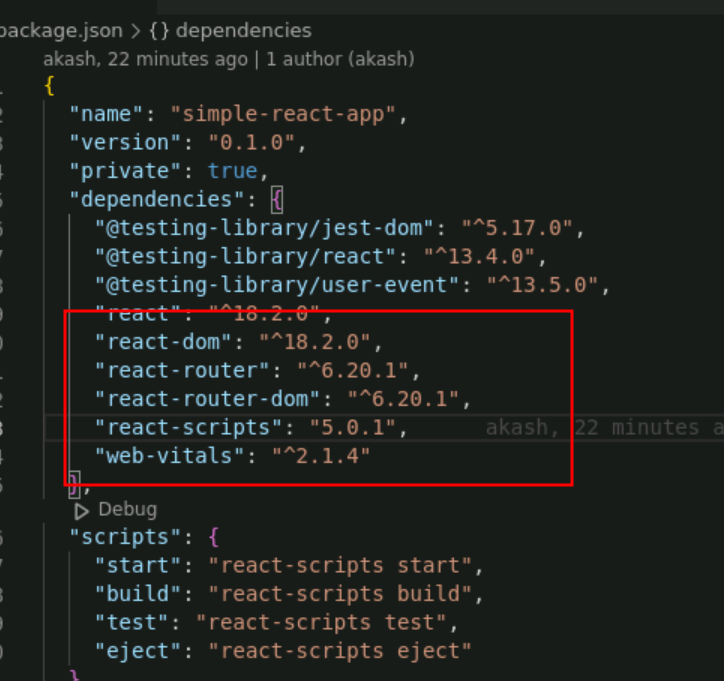 package.json > {} dependencies
akash, 22 minutes ago | 1 author (akash)
{
"name": "simple-react-app",
"version": "0.1.0",
"private": true,
"dependencies": {
"@testing-library/jest-dom": "^5.17.0",
"@testing-library/react": "^13.4.0",
"@testing-library/user-event": "^13.5.0",
"react": "^18.2.0",
"react-dom": "^18.2.0",
"react-router": "^6.20.1",
"react-router-dom": "^6.20.1",
"react-scripts": "5.0.1", akash, 22 minutes a
"web-vitals": "^2.1.4"
},
Debug
"scripts": {
"start": "react-scripts start",
"build": "react-scripts build",
"test": "react-scripts test",
"eject": "react-scripts eject"
}